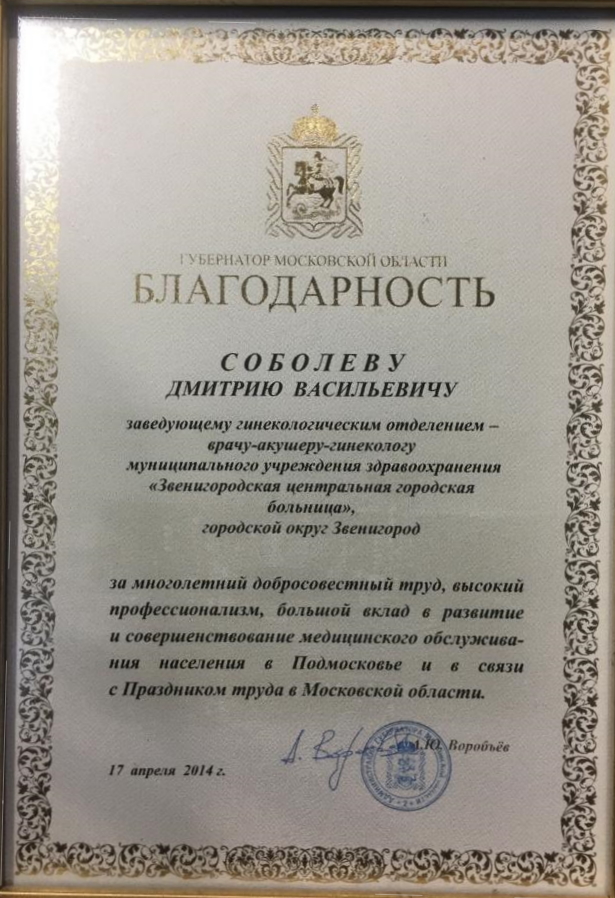 ГУБЕРНАТОР МОСКОВСКОЙ ОБЛАСТИ
БЛАГОДАРНОСТЬ
СОБОЛЕВУ
ДМИТРИЮ ВАСИЛЬЕВИЧУ
заведующему гинекологическим отделением –
врачу-акушеру-гинекологу
муниципального учреждения здравоохранения
«Звенигородская центральная городская
больница»,
городской округ Звенигород
за многолетний добросовестный труд, высокий
профессионализм, большой вклад в развитие
и совершенствование медицинского обслужива-
ния населения в Подмосковье и в связи
с Праздником труда в Московской области.
А.Ю. Воробьёв
17 апреля 2014 г.